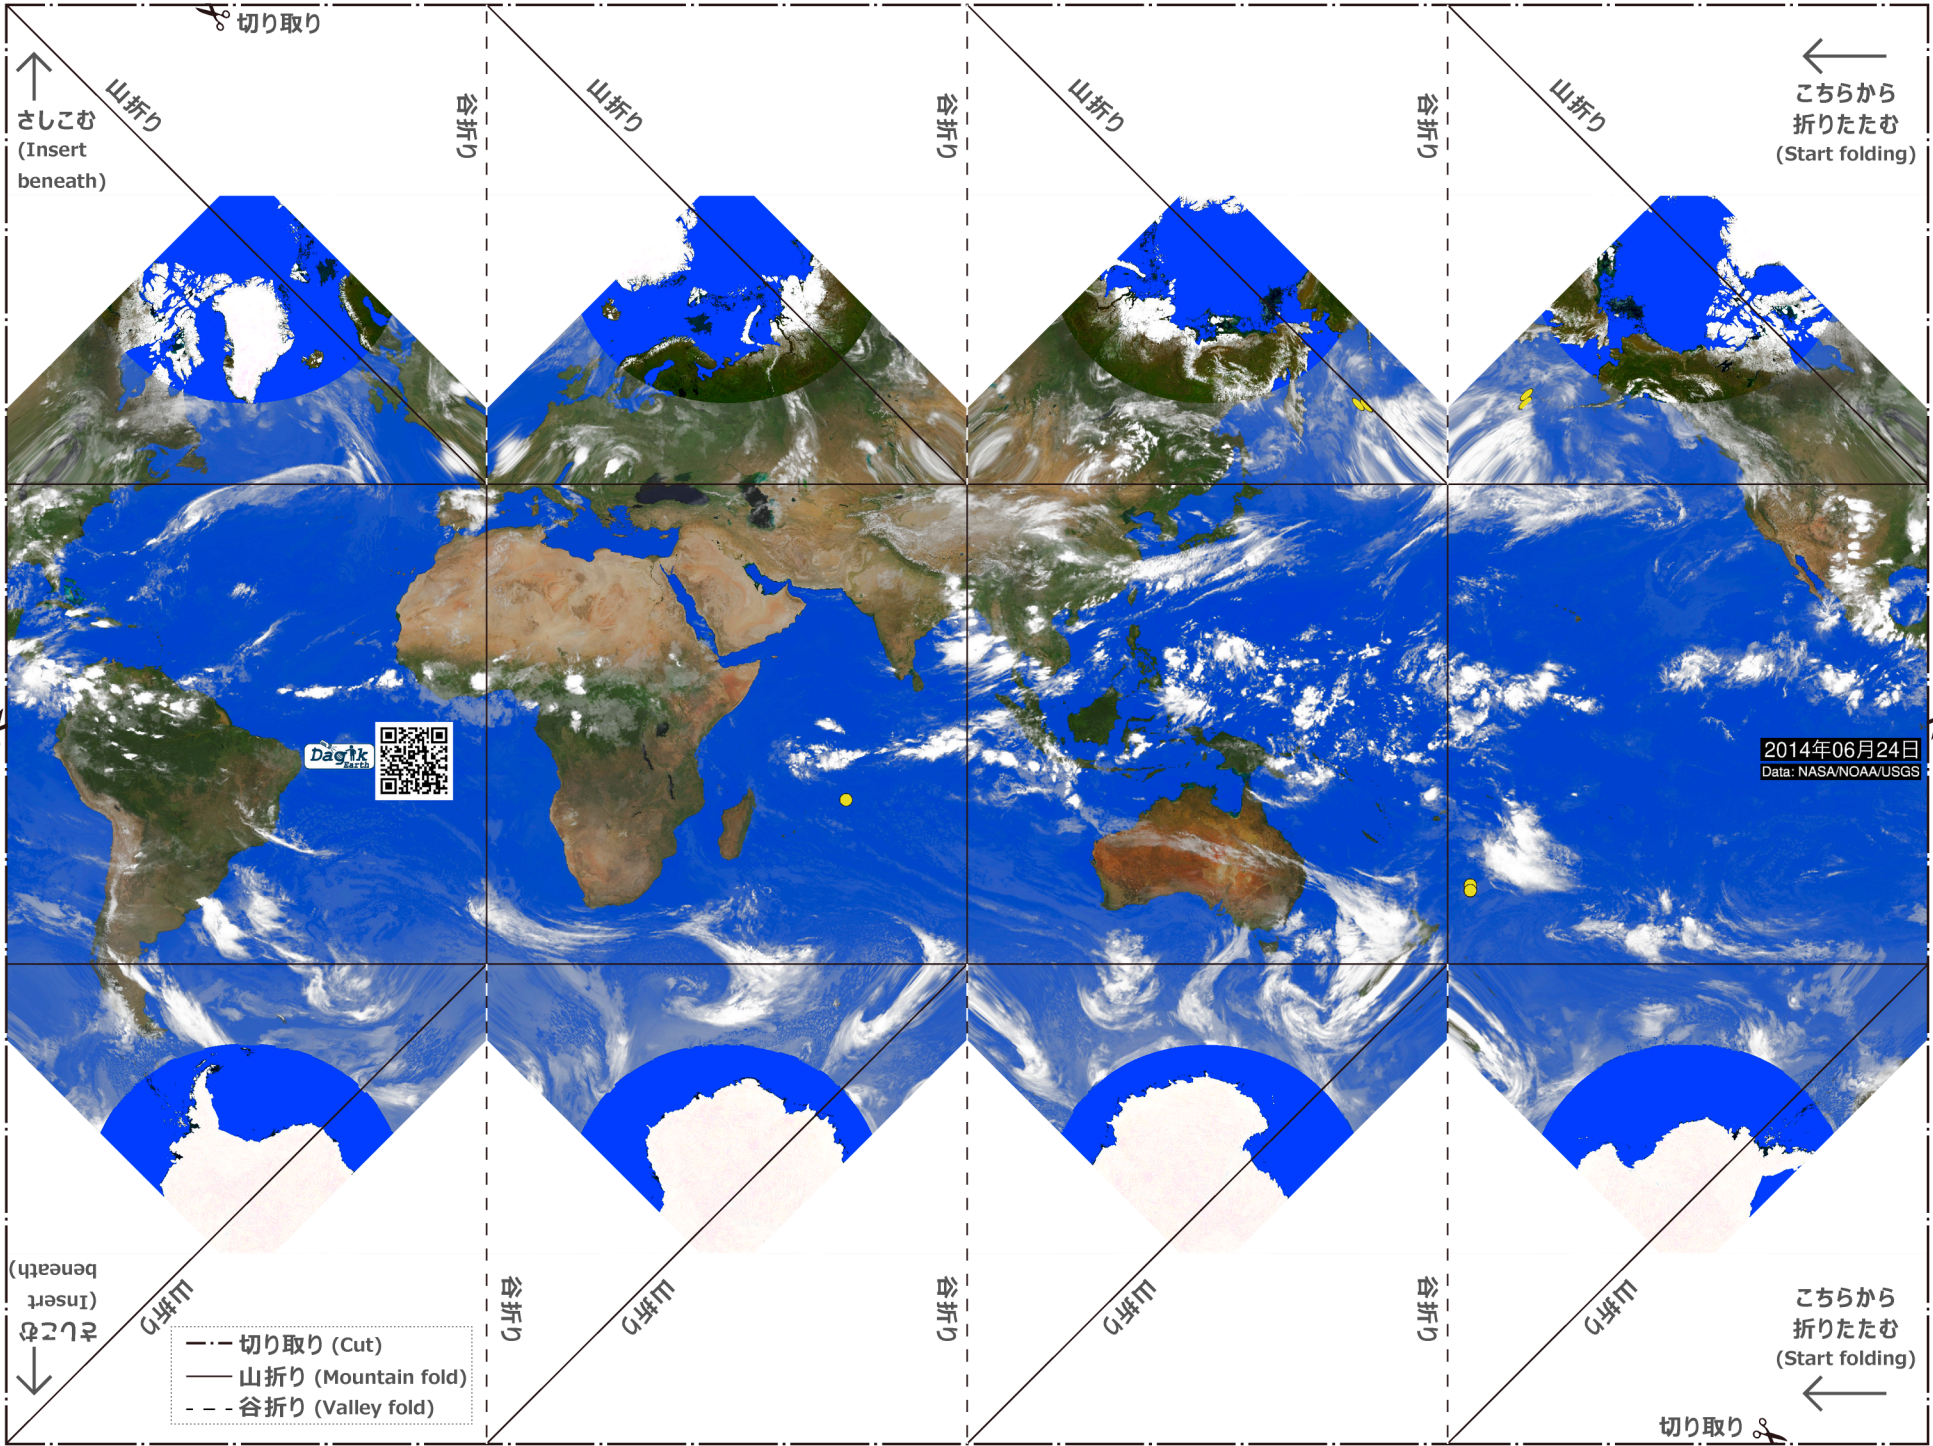 切り取り
山折り
谷折り
山折り
谷折り
山折り
谷折り
山折り
さしこむ
(Insert
beneath)
こちらから
折りたたむ
(Start folding)
Dagik
Earth
2014年06月24日
Data: NASA/NOAA/USGS
さしこむ
(Insert
beneath)
山折り
谷折り
山折り
谷折り
山折り
谷折り
山折り
こちらから
折りたたむ
(Start folding)
切り取り (Cut)
山折り (Mountain fold)
谷折り (Valley fold)
切り取り